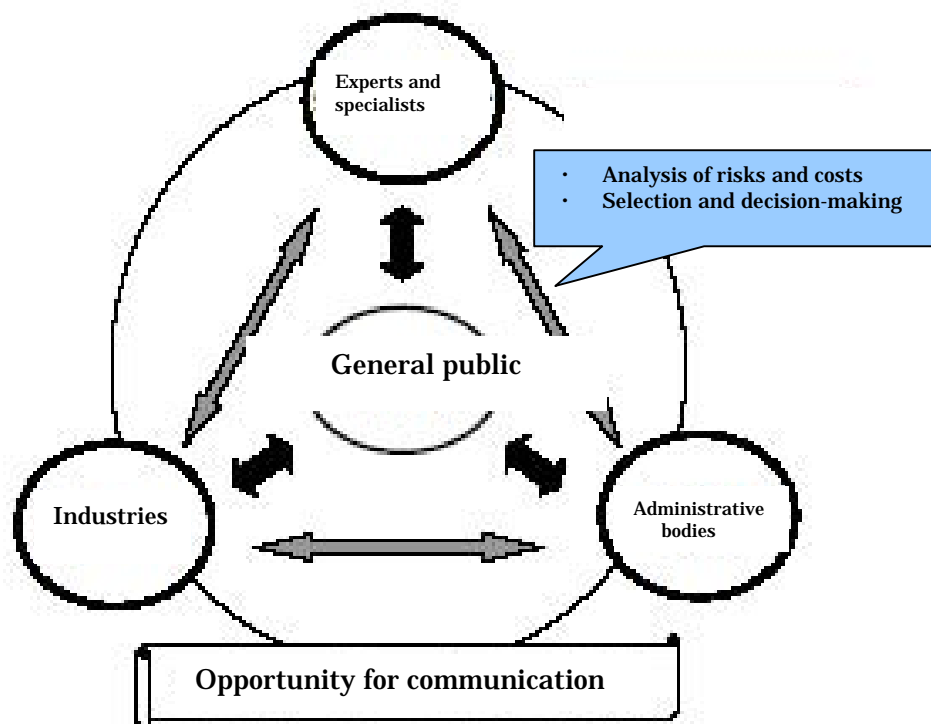 Experts and
specialists
· Analysis of risks and costs
· Selection and decision-making
General public
Industries
Administrative
bodies
Opportunity for communication